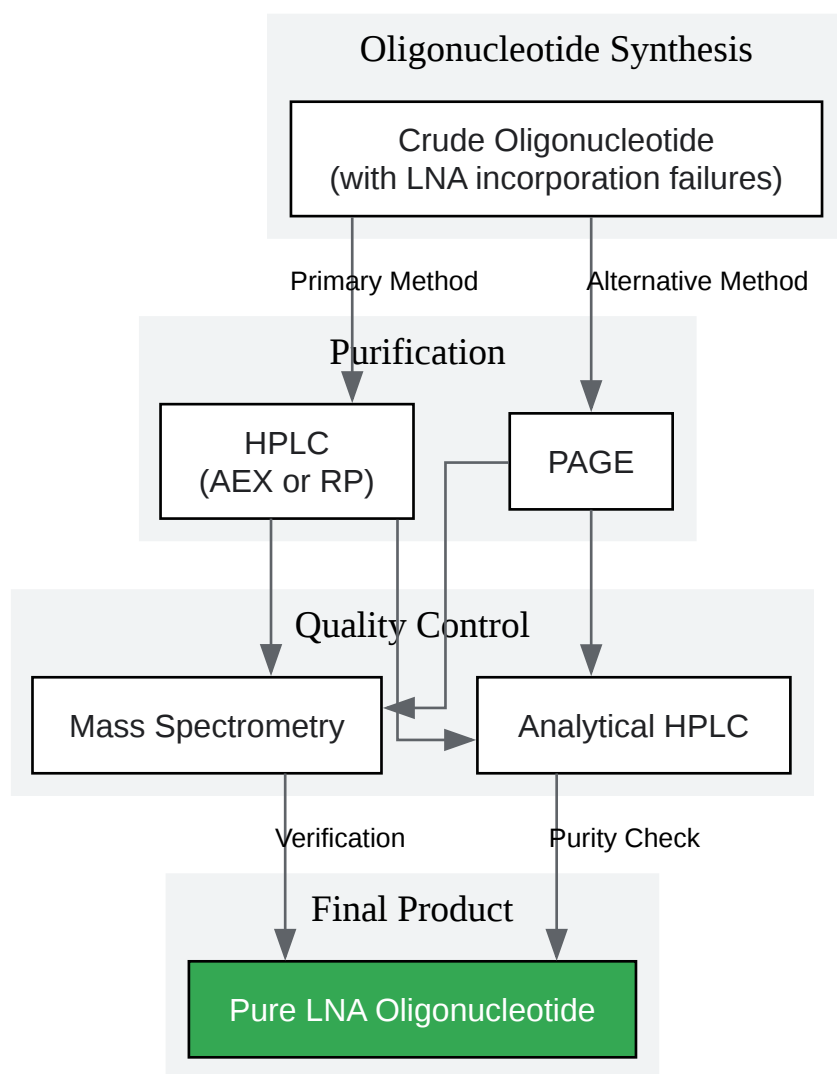 Oligonucleotide Synthesis
Crude Oligonucleotide
(with LNA incorporation failures)
Primary Method
Alternative Method
Purification
HPLC
(AEX or RP)
PAGE
Quality Control
Mass Spectrometry
Analytical HPLC
Verification
Purity Check
Final Product
Pure LNA Oligonucleotide